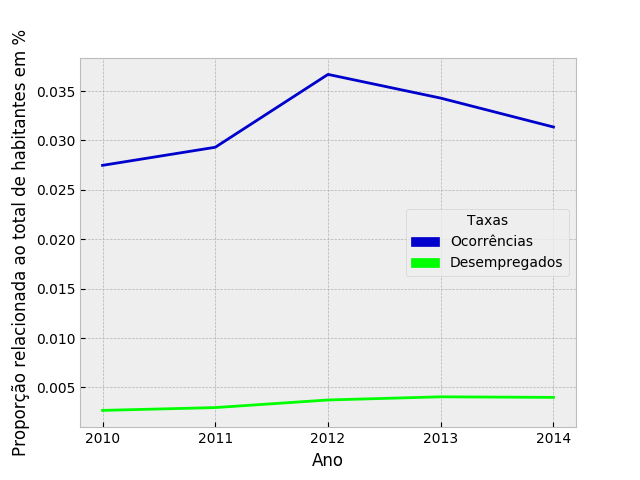 Proporção relacionada ao total de habitantes em %
0.035
0.030
0.025
0.020
0.015
0.010
0.005
Taxas
Ocorrências
Desempregados
2010 2011 2012 2013 2014
Ano